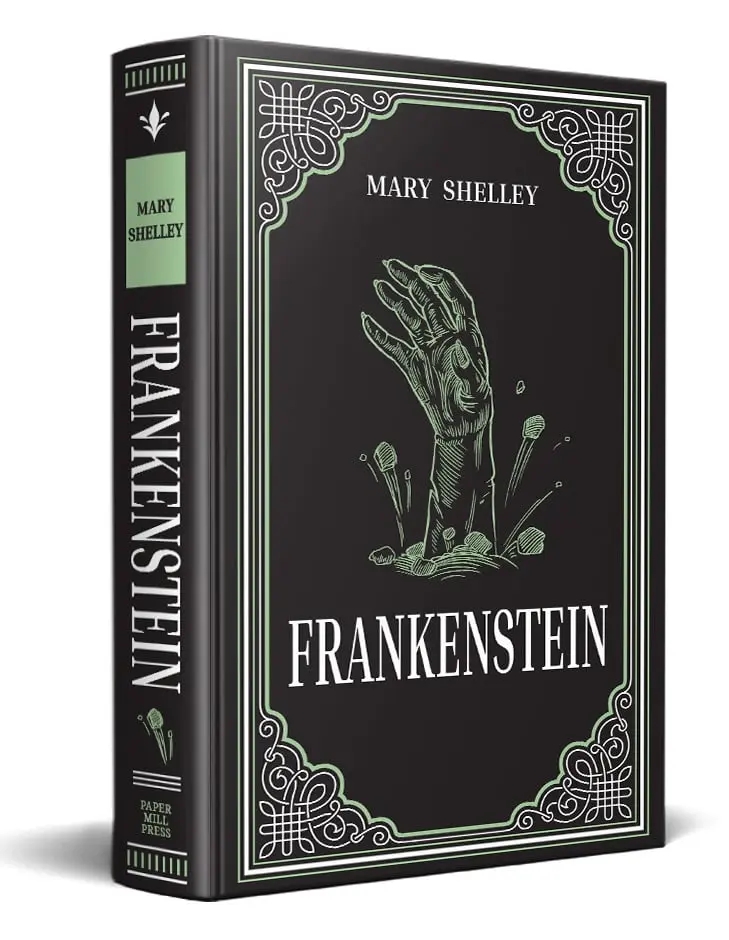 MARY
SHELLEY
FRANKENSTEIN
PAPER
MILL
PRESS
MARY SHELLEY
FRANKENSTEIN